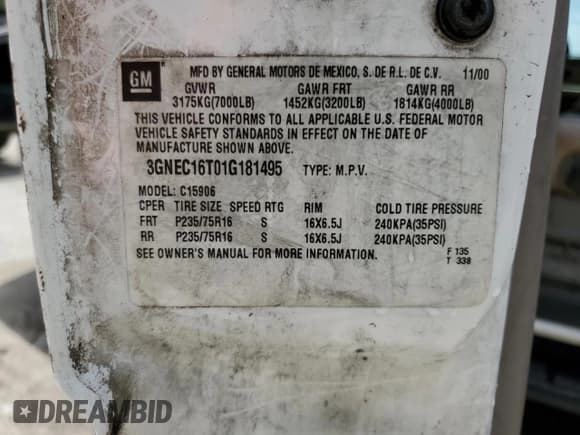 GM
MFD BY GENERAL MOTORS DE MEXICO, S. DE R.L. DE C.V. 11/00
GVWR GAWR FRT GAWR RR
3175KG(7000LB) 1452KG(3200LB) 1814KG(4000LB)
THIS VEHICLE CONFORMS TO ALL APPLICABLE U.S. FEDERAL MOTOR
VEHICLE SAFETY STANDARDS IN EFFECT ON THE DATE OF
MANUFACTURE SHOWN ABOVE.
3GNEC16T01G181495 TYPE: M.P.V.
MODEL: C15906
CPER TIRE SIZE SPEED RTG RIM COLD TIRE PRESSURE
FRT P235/75R16 S 16X6.5J 240KPA(35PSI)
RR P235/75R16 S 16X6.5J 240KPA(35PSI)
SEE OWNER'S MANUAL FOR MORE INFORMATION.
F 135
T 338
DREAMBID